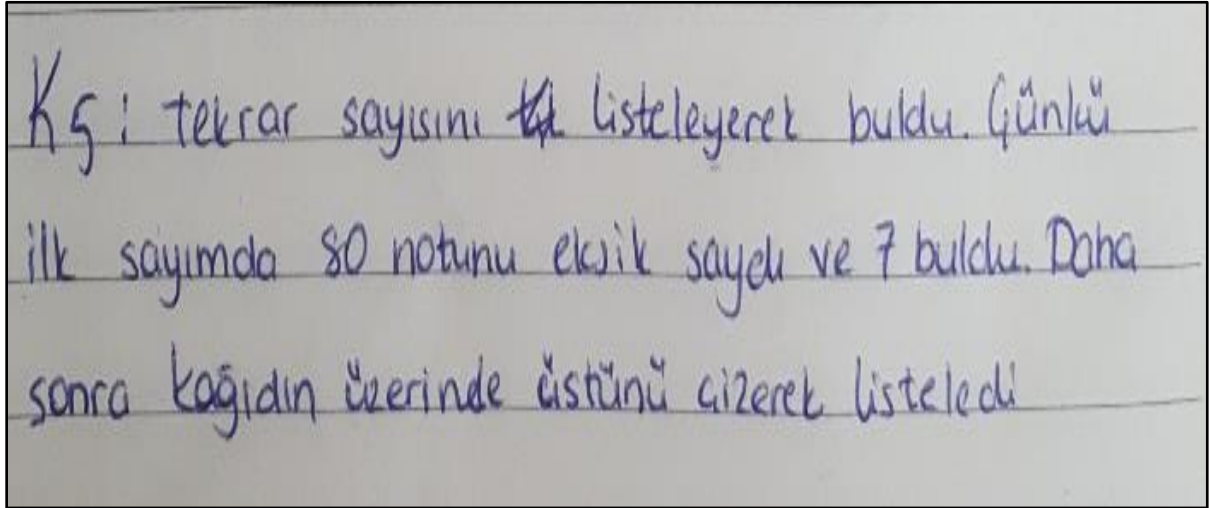 K5: tekrar sayısını listeleyerek buldu. Günkü
ilk sayımda 80 notunu eksik saydı ve 7 buldu. Daha
sonra kağıdın üzerinde üstünü çizerek listeledi